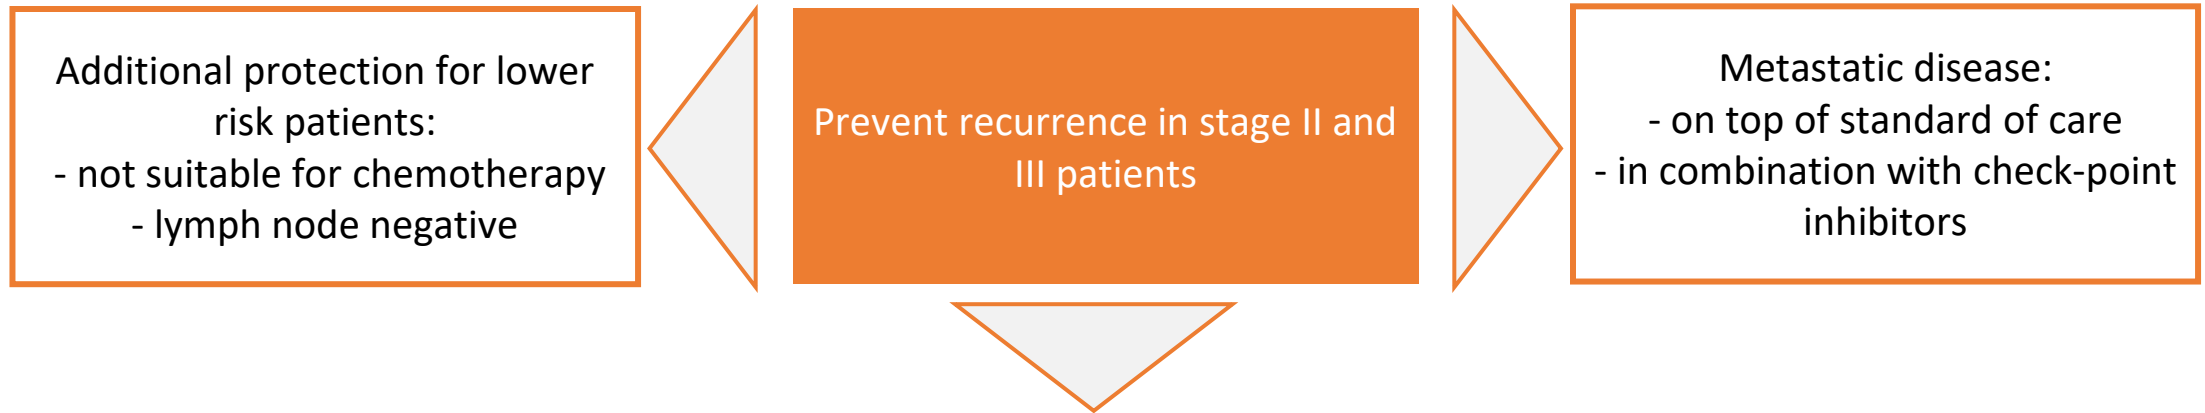 Additional protection for lower
risk patients:
- not suitable for chemotherapy
- lymph node negative
Prevent recurrence in stage II and
III patients
Metastatic disease:
- on top of standard of care
- in combination with check-point
inhibitors